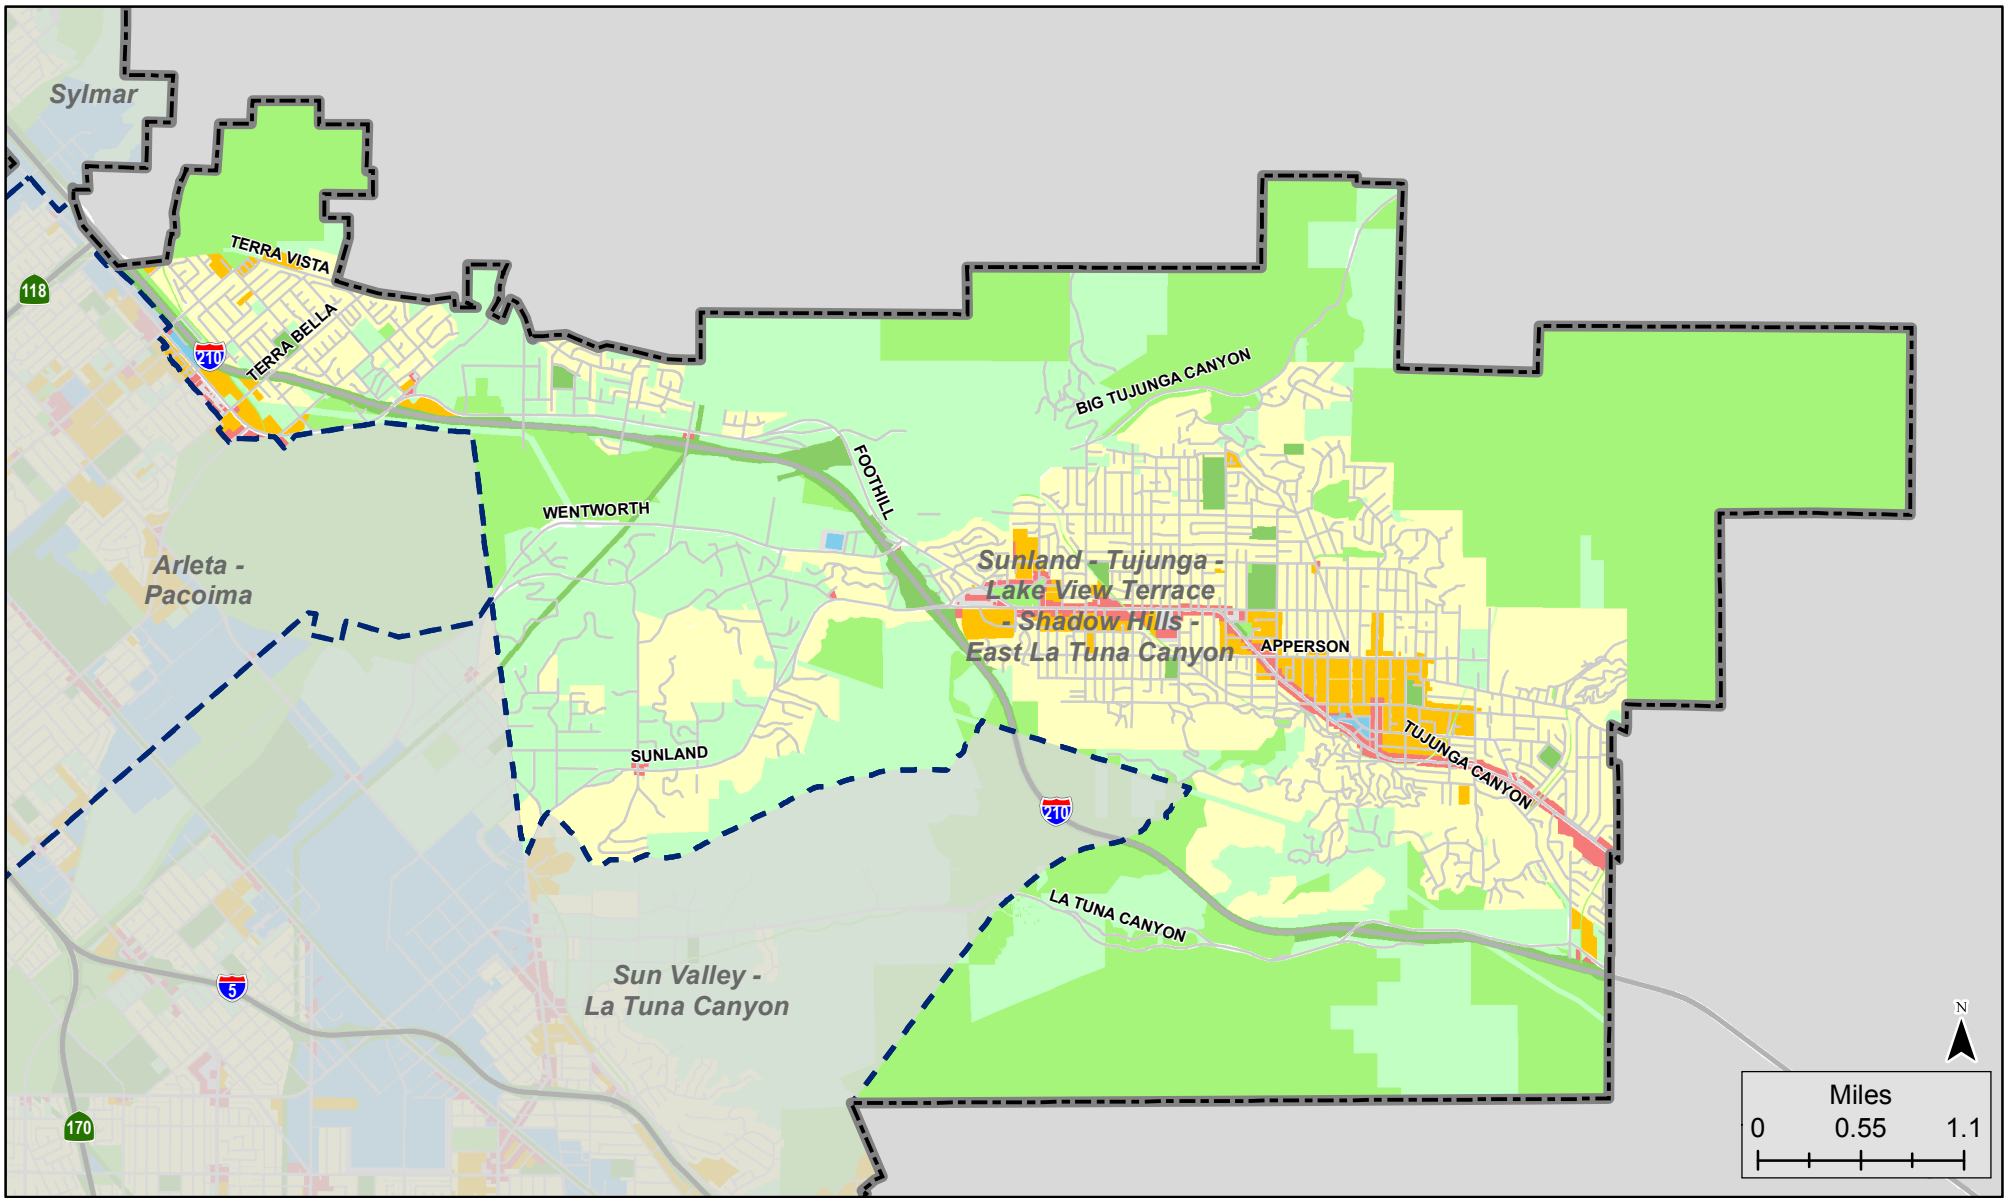 Sylmar
TERRA VISTA
118
TERRA BELLA
210
BIG TUJUNGA CANYON
FOOTHILL
WENTWORTH
Arleta -
Pacoima
Sunland - Tujunga -
Lake View Terrace
- Shadow Hills -
East La Tuna Canyon
APPERSON
SUNLAND
TUJUNGA CANYON
210
LA TUNA CANYON
Sun Valley -
La Tuna Canyon
5
170
N
Miles
0 0.55 1.1